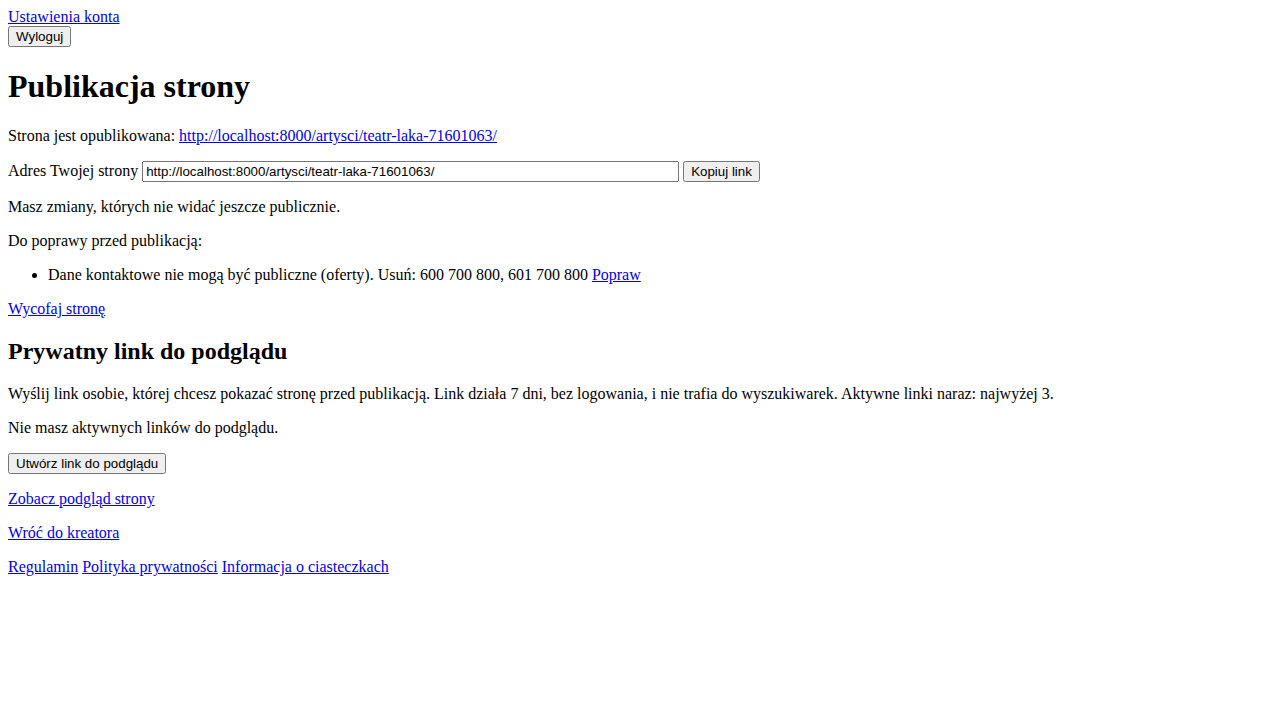 Ustawienia konta
Wyloguj
Publikacja strony
Strona jest opublikowana: http://localhost:8000/artysci/teatr-laka-71601063/
Adres Twojej strony http://localhost:8000/artysci/teatr-laka-71601063/ Kopiuj link
Masz zmiany, których nie widać jeszcze publicznie.
Do poprawy przed publikacją:
• Dane kontaktowe nie mogą być publiczne (oferty). Usuń: 600 700 800, 601 700 800 Popraw
Wycofaj stronę
Prywatny link do podglądu
Wyślij link osobie, której chcesz pokazać stronę przed publikacją. Link działa 7 dni, bez logowania, i nie trafia do wyszukiwarek. Aktywne linki naraz: najwyżej 3.
Nie masz aktywnych linków do podglądu.
Utwórz link do podglądu
Zobacz podgląd strony
Wróć do kreatora
Regulamin Polityka prywatności Informacja o ciasteczkach